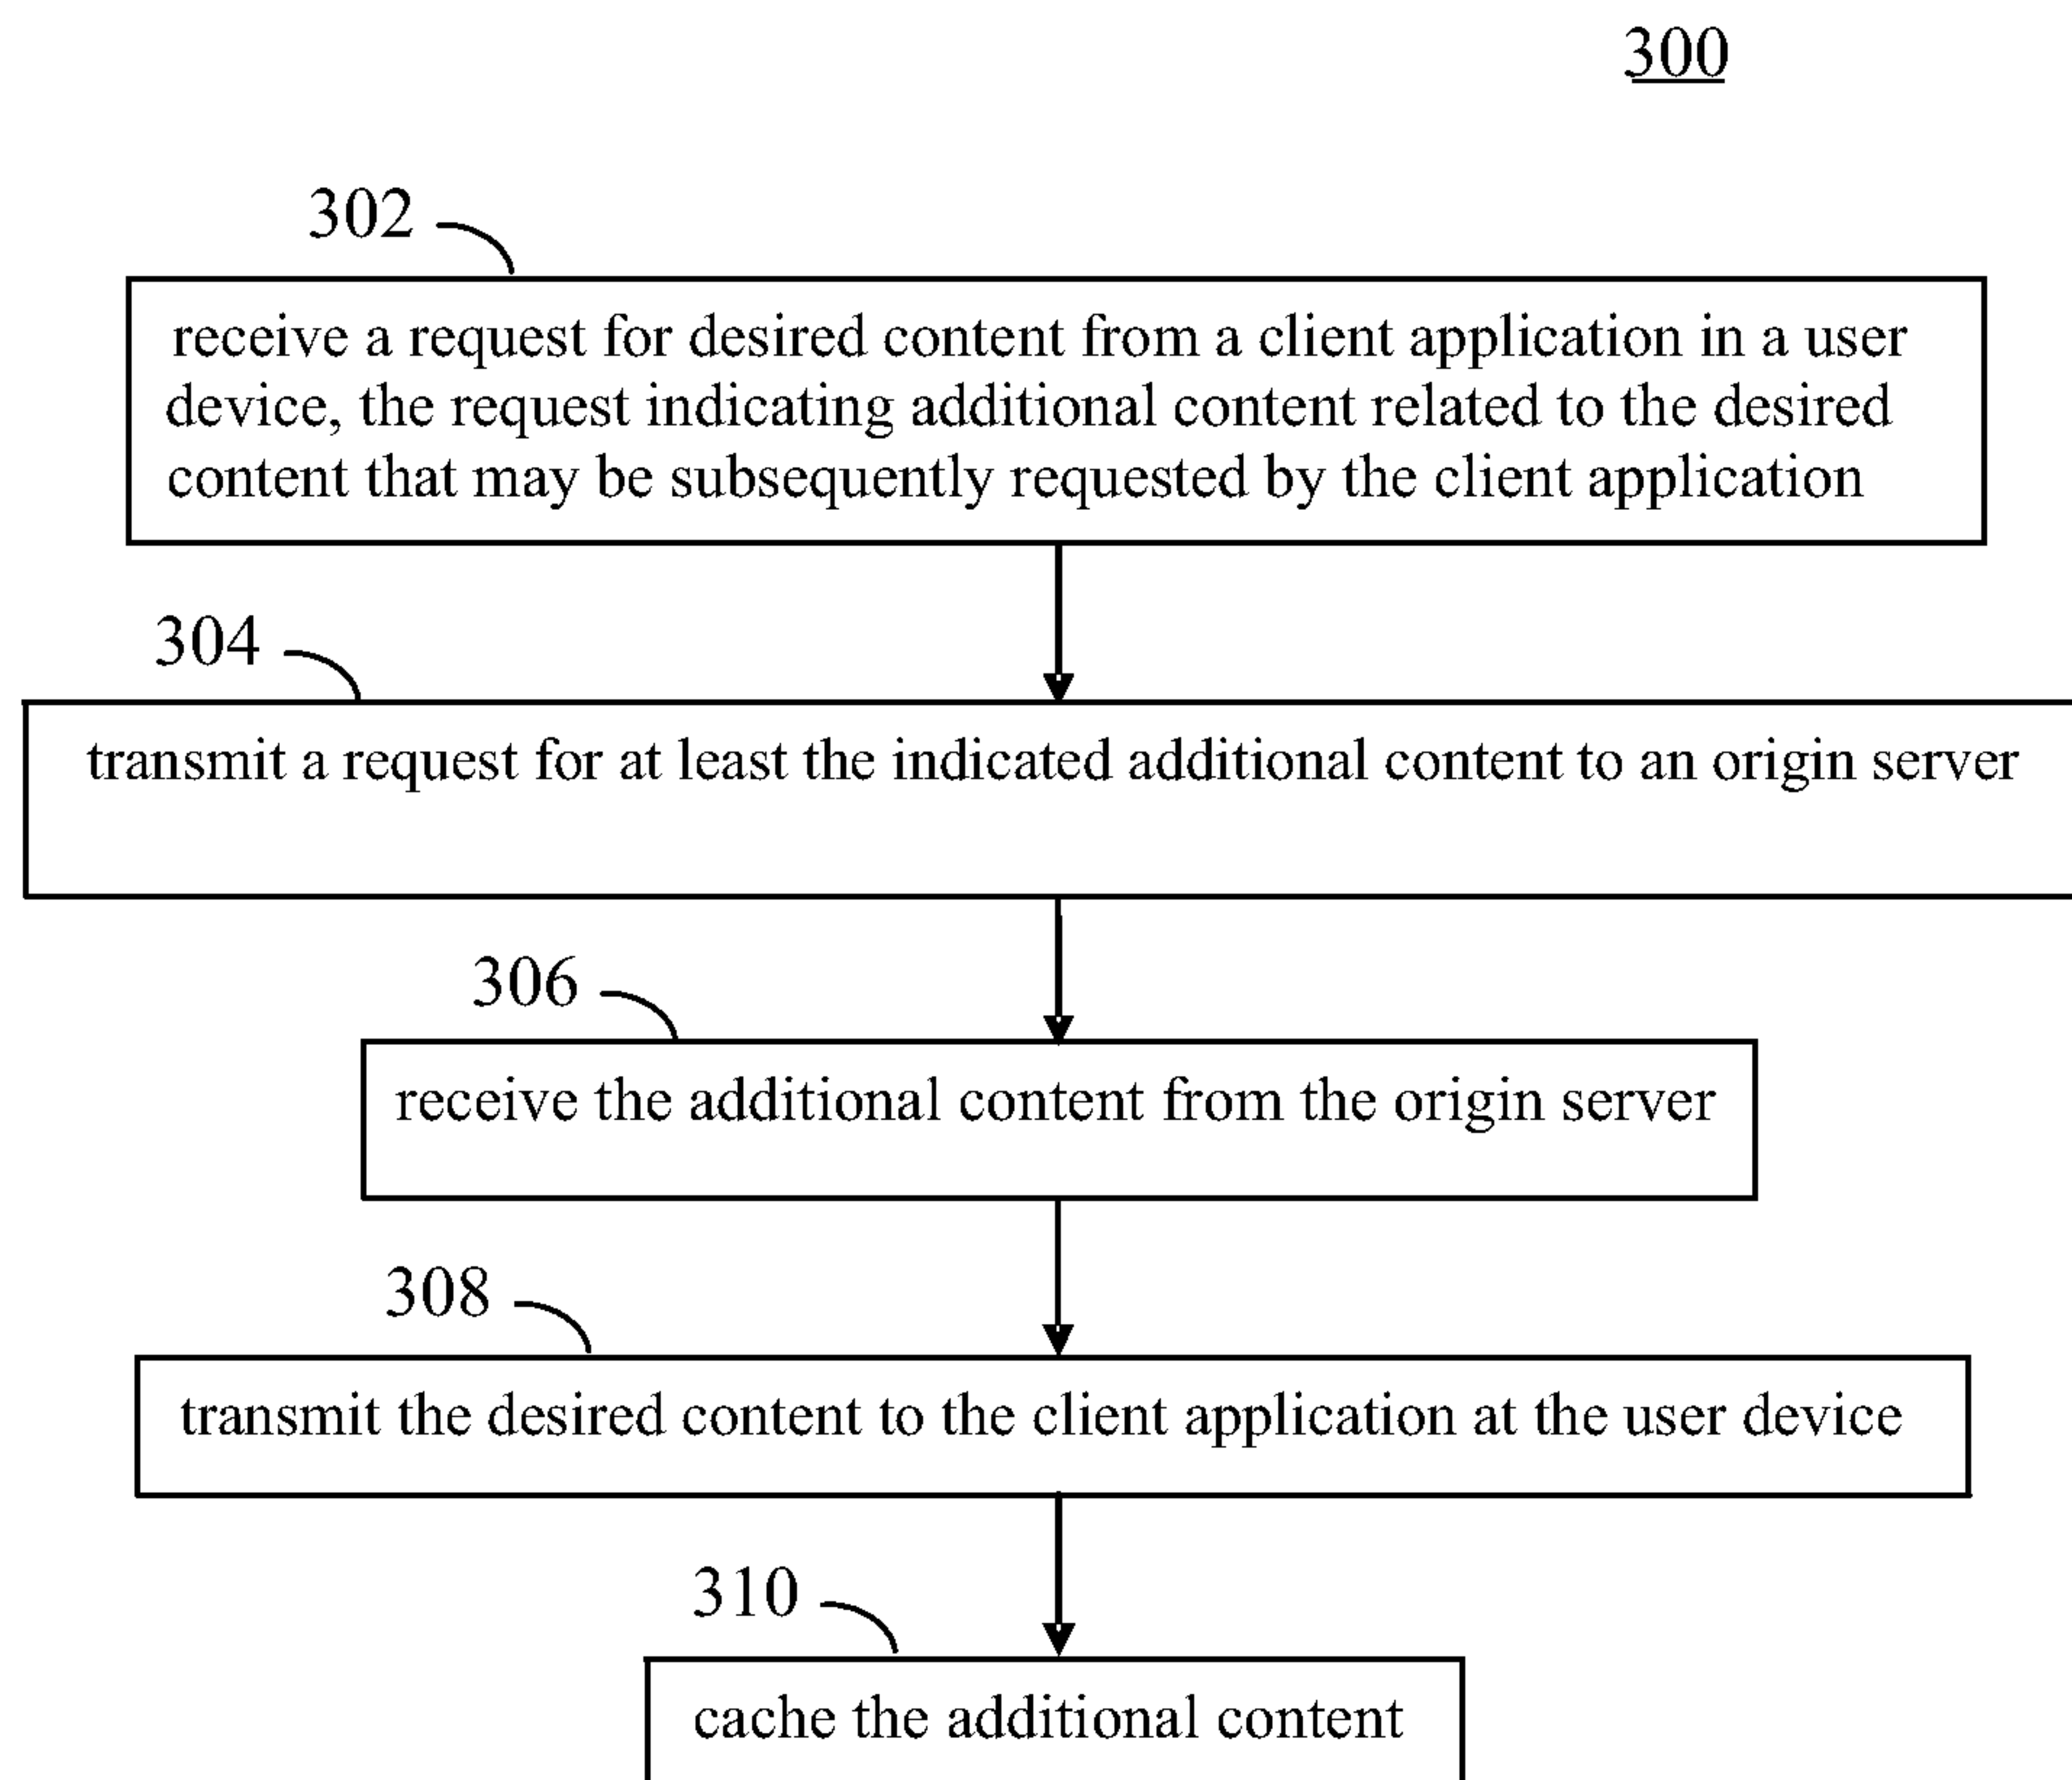 300
302
receive a request for desired content from a client application in a user
device, the request indicating additional content related to the desired
content that may be subsequently requested by the client application
304
transmit a request for at least the indicated additional content to an origin server
306
receive the additional content from the origin server
308
transmit the desired content to the client application at the user device
310
cache the additional content